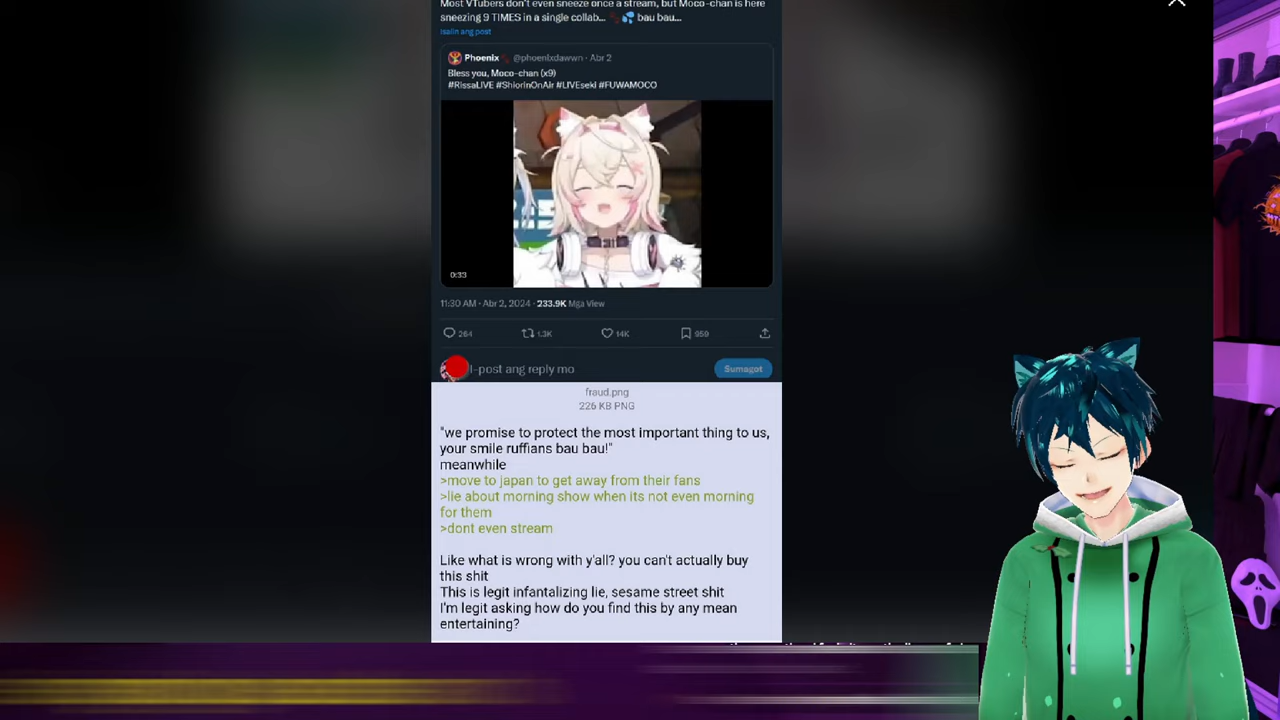 Most VTubers don't even sneeze once a stream, but Moco-chan is here
sneezing 9 TIMES in a single collab... 🐾 💦 bau bau...
Isalin ang post
Phoenix 🐾 @phoenixdawwn · Abr 2
Bless you, Moco-chan (x9)
#RissaLIVE #ShiorinOnAir #LIVEseki #FUWAMOCO
0:33
11:30 AM · Abr 2, 2024 · 233.9K Mga View
264 1.3K 14K 959
I-post ang reply mo.
Sumagot
fraud.png
226 KB PNG
"we promise to protect the most important thing to us,
your smile ruffians bau bau!"
meanwhile
>move to japan to get away from their fans
>lie about morning show when its not even morning
for them
>dont even stream
Like what is wrong with y'all? you can't actually buy
this shit
This is legit infantalizing lie, sesame street shit
I'm legit asking how do you find this by any mean
entertaining?